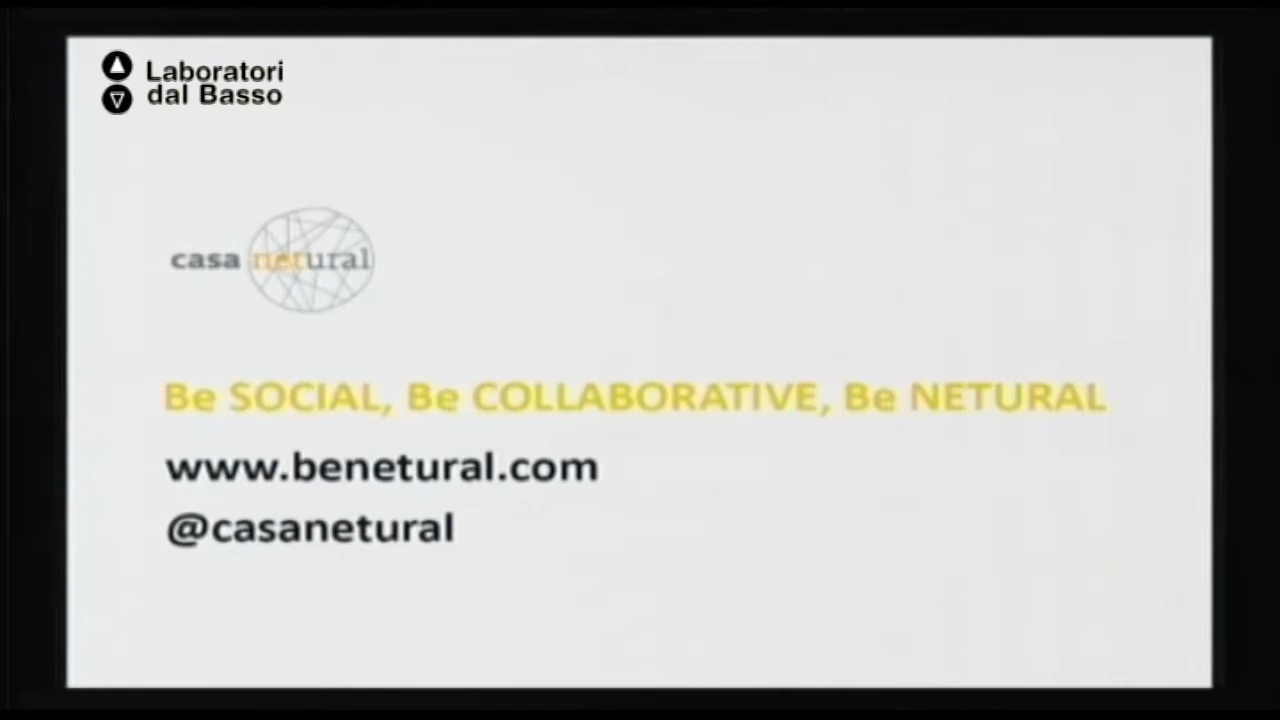 Laboratori
dal Basso
casa netural
Be SOCIAL, Be COLLABORATIVE, Be NETURAL
www.benetural.com
@casanetural